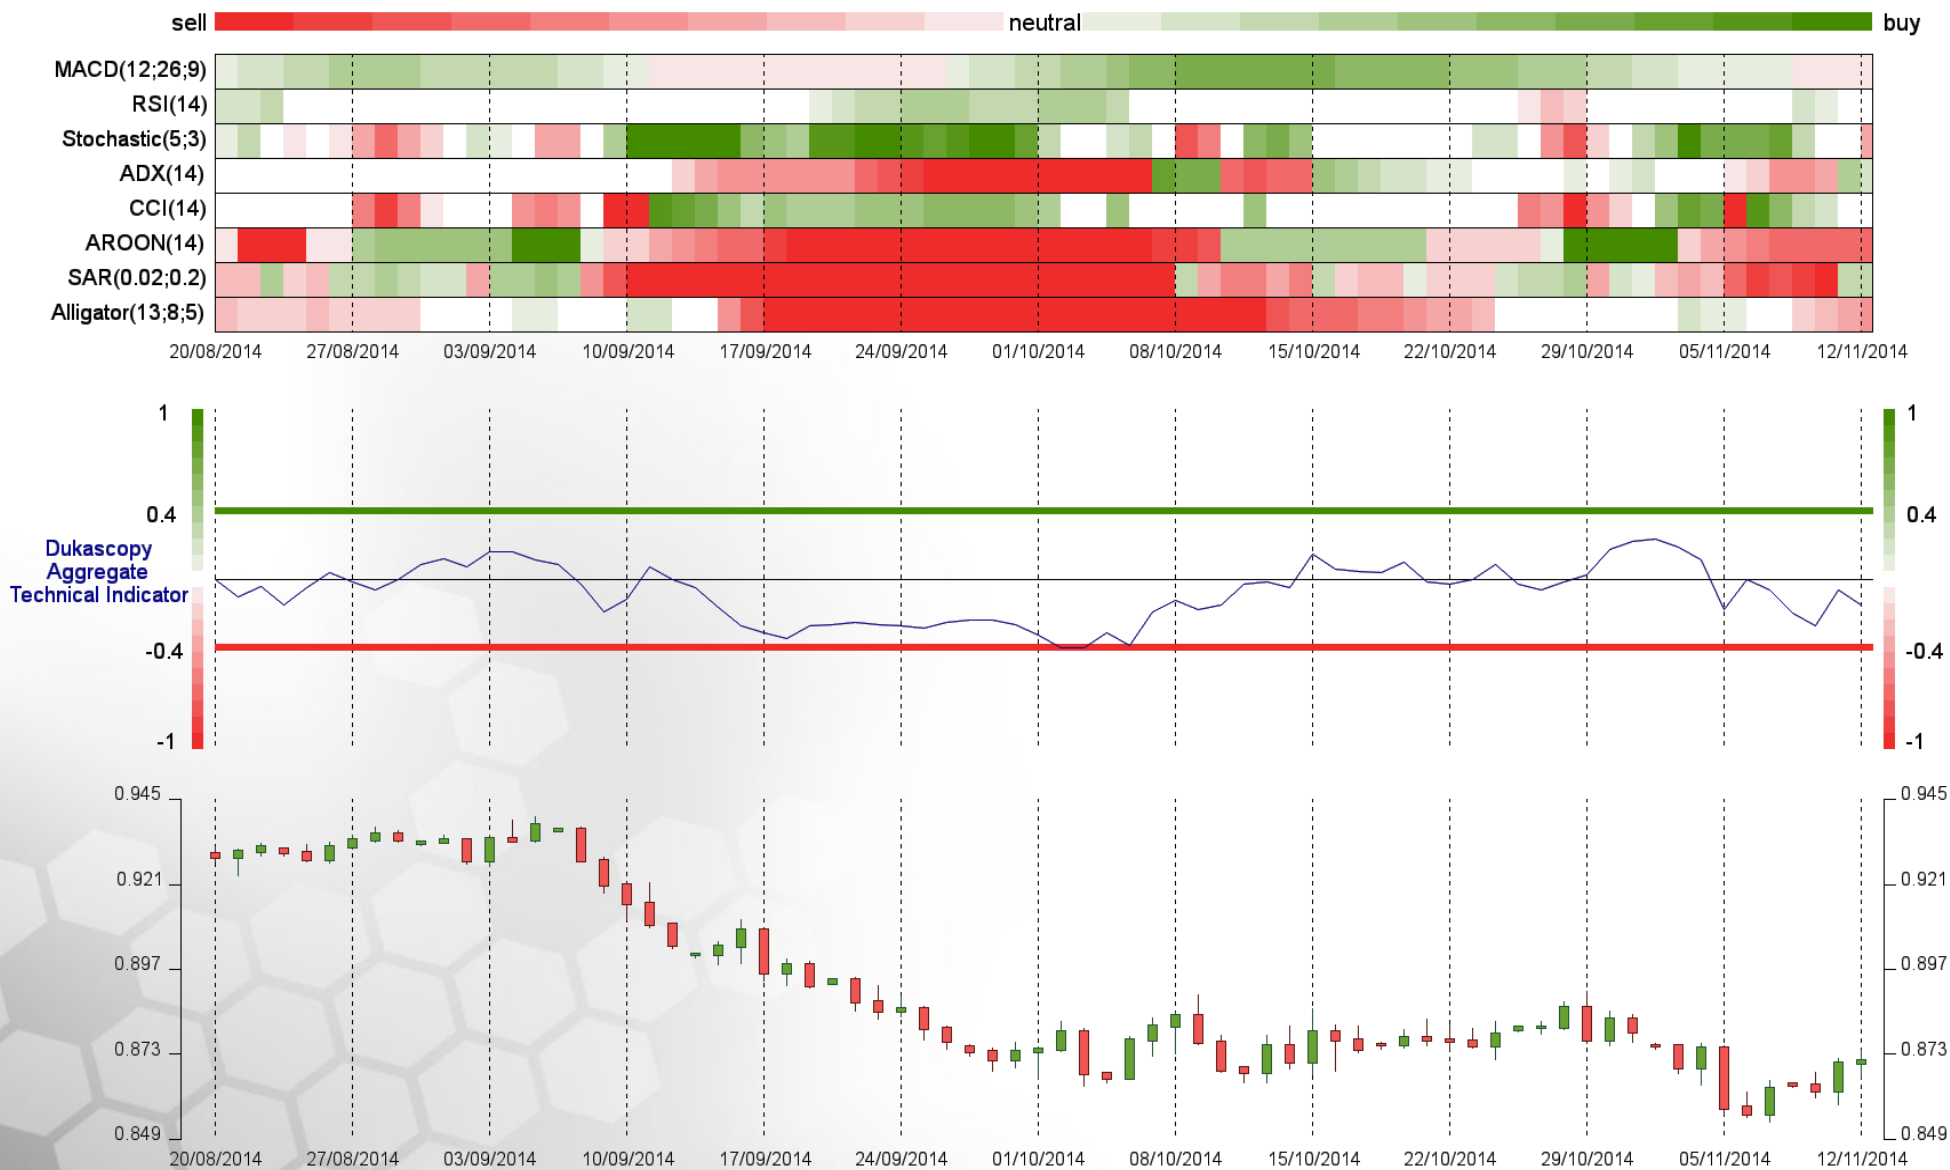 sell neutral buy
MACD(12;26;9)
RSI(14)
Stochastic(5;3)
ADX(14)
CCI(14)
AROON(14)
SAR(0.02;0.2)
Alligator(13;8;5)
20/08/2014 27/08/2014 03/09/2014 10/09/2014 17/09/2014 24/09/2014 01/10/2014 08/10/2014 15/10/2014 22/10/2014 29/10/2014 05/11/2014 12/11/2014
1 1
0.4 0.4
Dukascopy
Aggregate
Technical Indicator
-0.4 -0.4
-1 -1
0.945 0.945
0.921 0.921
0.897 0.897
0.873 0.873
0.849 0.849
20/08/2014 27/08/2014 03/09/2014 10/09/2014 17/09/2014 24/09/2014 01/10/2014 08/10/2014 15/10/2014 22/10/2014 29/10/2014 05/11/2014 12/11/2014